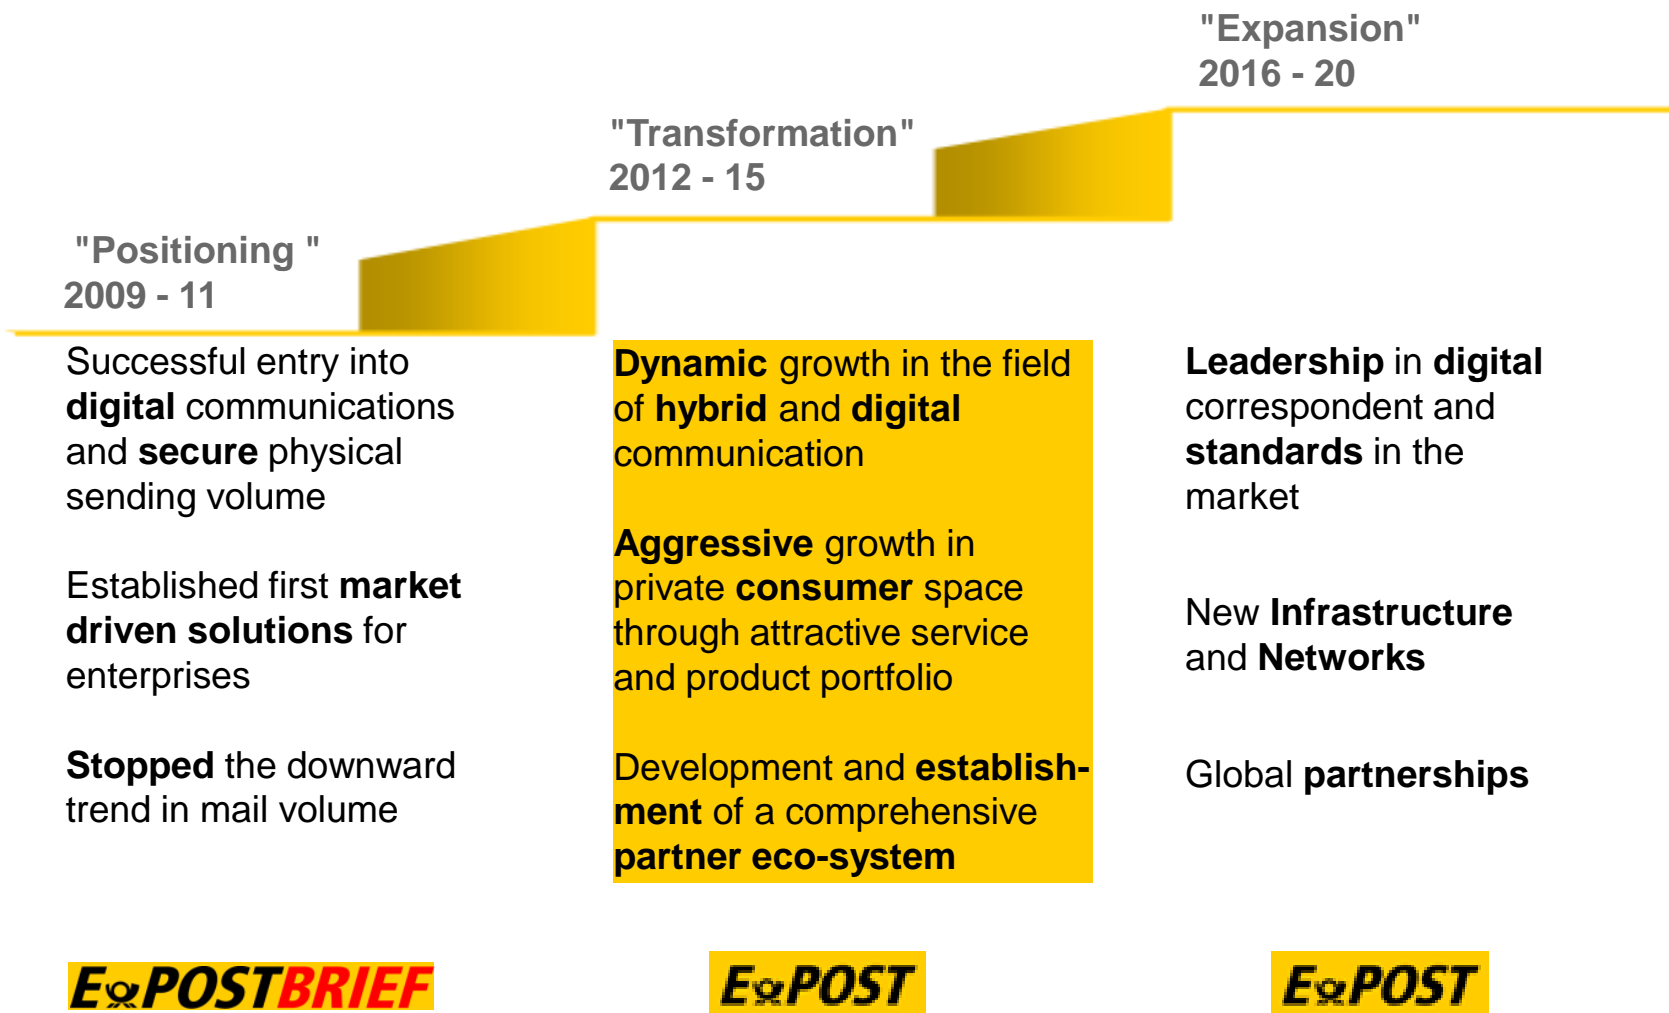 "Expansion"
2016 - 20
"Transformation"
2012 - 15
"Positioning "
2009 - 11
Successful entry into
digital communications
and secure physical
sending volume
Established first market
driven solutions for
enterprises
Stopped the downward
trend in mail volume
Dynamic growth in the field
of hybrid and digital
communication
Aggressive growth in
private consumer space
through attractive service
and product portfolio
Development and establish-
ment of a comprehensive
partner eco-system
Leadership in digital
correspondent and
standards in the
market
New Infrastructure
and Networks
Global partnerships
E POSTBRIEF
E POST
E POST